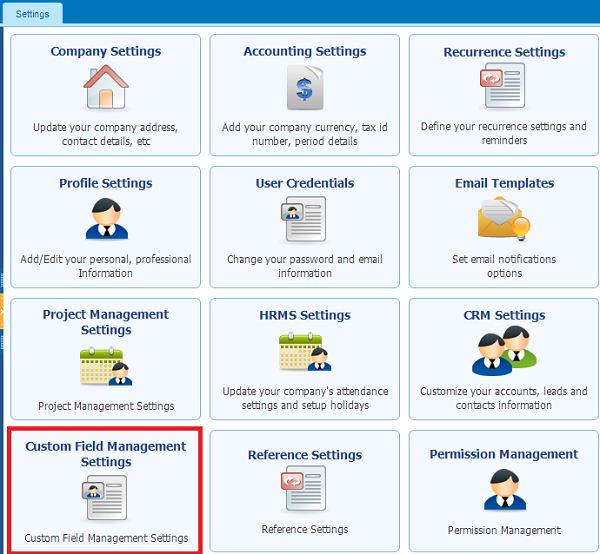 Settings
Company Settings
Update your company address,
contact details, etc
Accounting Settings
$
Add your company currency, tax id
number, period details
Recurrence Settings
Define your recurrence settings and
reminders
Profile Settings
Add/Edit your personal, professional
Information
User Credentials
Change your password and email
information
Email Templates
Set email notifications
options
Project Management
Settings
Project Management Settings
HRMS Settings
Update your company's attendance
settings and setup holidays
CRM Settings
Customize your accounts, leads and
contacts information
Custom Field Management
Settings
Custom Field Management Settings
Reference Settings
Reference Settings
Permission Management
Permission Management